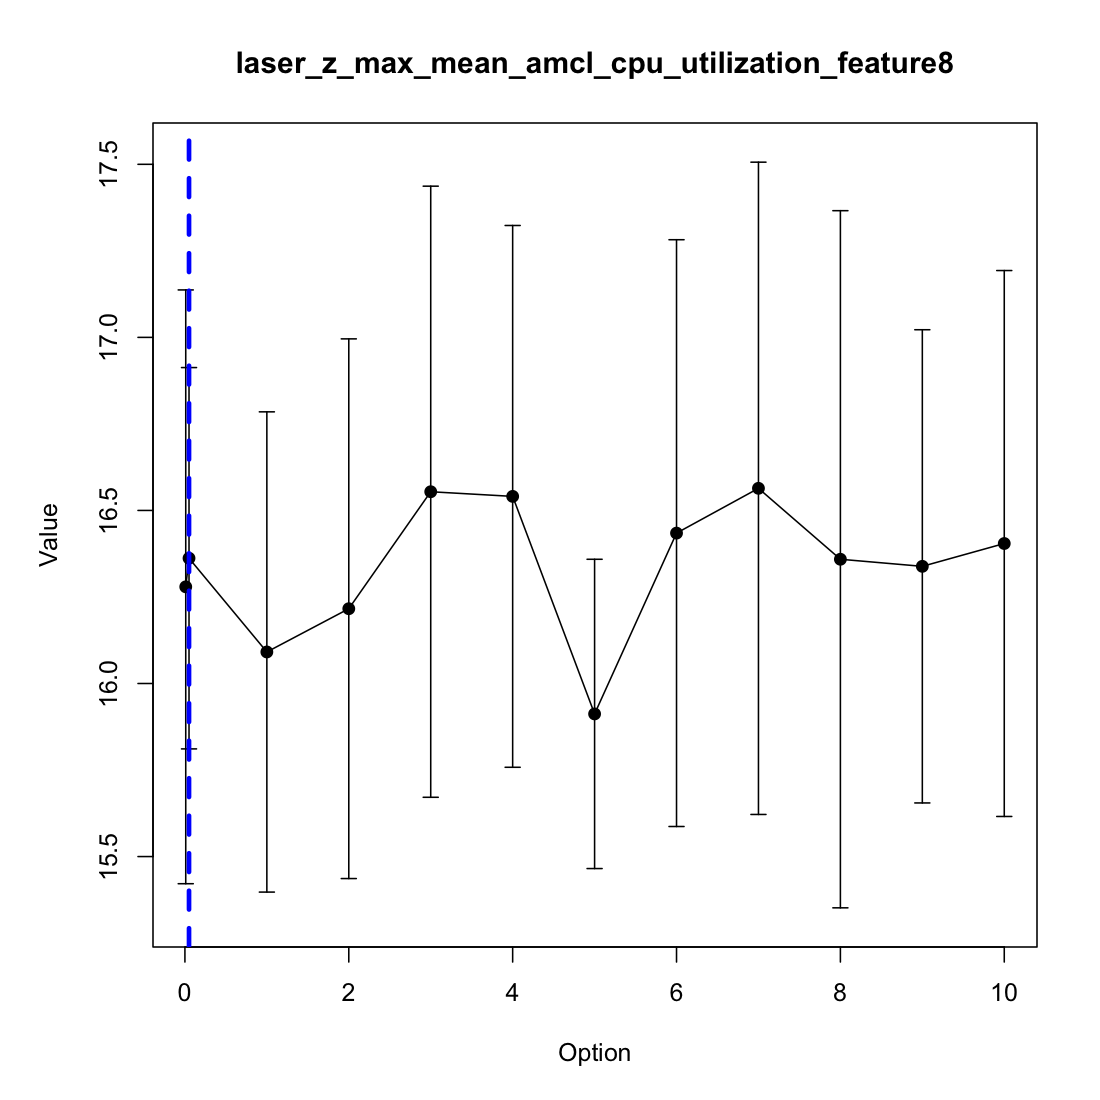 laser_z_max_mean_amcl_cpu_utilization_feature8
Value
17.5
17.0
16.5
16.0
15.5
0 2 4 6 8 10
Option